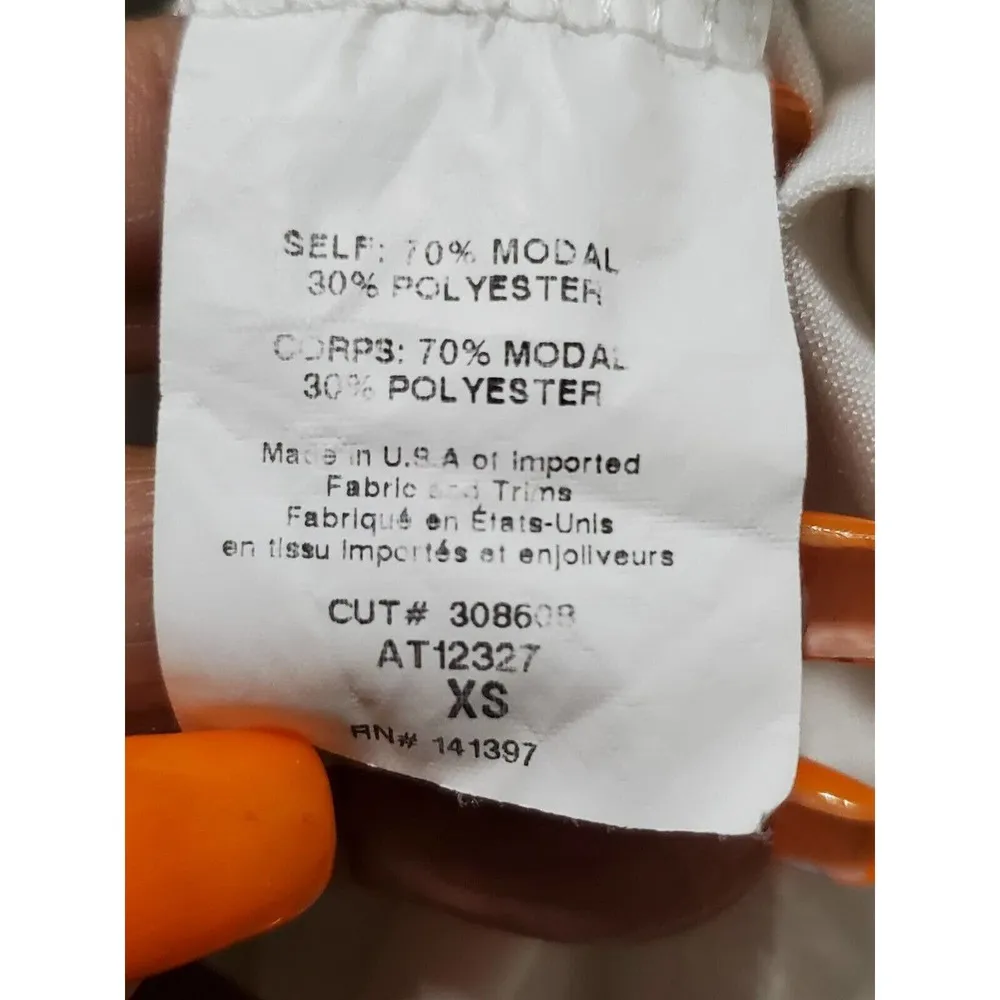 SELF: 70% MODAL
30% POLYESTER
CORPS: 70% MODAL
30% POLYESTER
Made in U.S.A of Imported
Fabric and Trims
Fabriqué en États-Unis
en tissu importés et enjoliveurs
CUT# 308608
AT12327
XS
RN# 141397